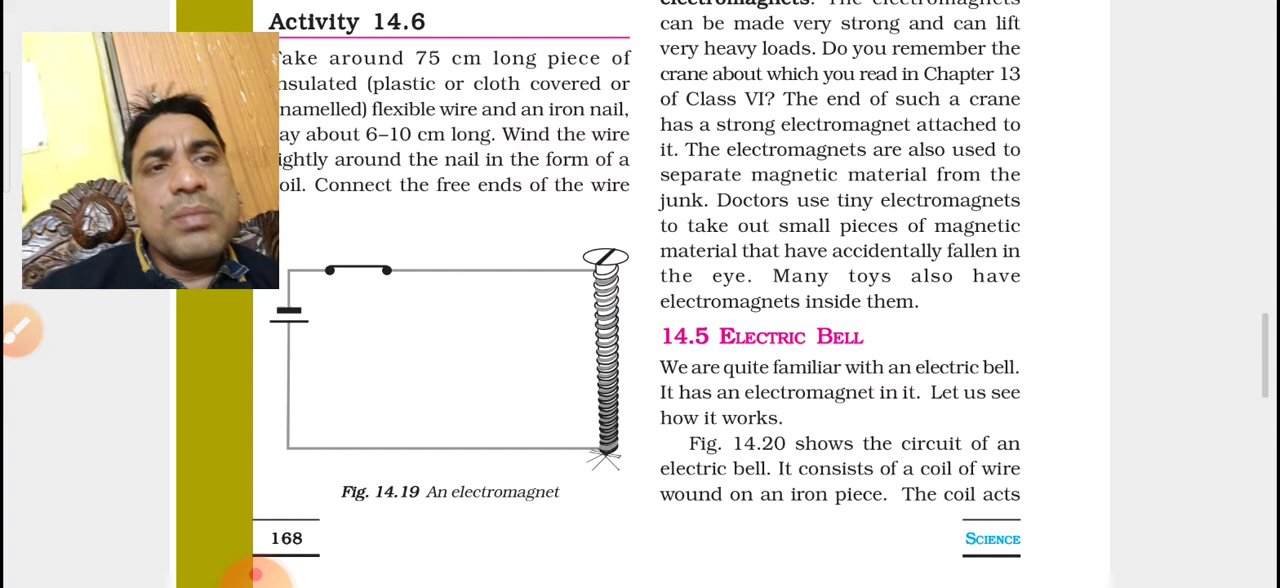 Activity 14.6
Take around 75 cm long piece of
nsulated (plastic or cloth covered or
namelled) flexible wire and an iron nail,
ay about 6–10 cm long. Wind the wire
ightly around the nail in the form of a
oil. Connect the free ends of the wire
Fig. 14.19 An electromagnet
168
electromagnets. The electromagnets
can be made very strong and can lift
very heavy loads. Do you remember the
crane about which you read in Chapter 13
of Class VI? The end of such a crane
has a strong electromagnet attached to
it. The electromagnets are also used to
separate magnetic material from the
junk. Doctors use tiny electromagnets
to take out small pieces of magnetic
material that have accidentally fallen in
the eye. Many toys also have
electromagnets inside them.
14.5 ELECTRIC BELL
We are quite familiar with an electric bell.
It has an electromagnet in it. Let us see
how it works.
Fig. 14.20 shows the circuit of an
electric bell. It consists of a coil of wire
wound on an iron piece. The coil acts
SCIENCE